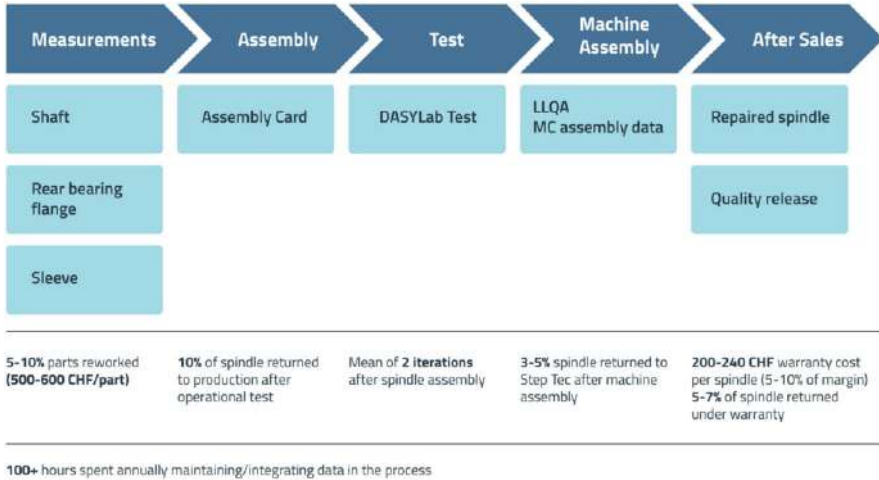 Measurements
Assembly
Test
Machine
Assembly
After Sales
Shaft
Assembly Card
DASYLab Test
LLQA
MC assembly data
Repaired spindle
Rear bearing
flange
Quality release
Sleeve
5-10% parts reworked
(500-600 CHF/part)
10% of spindle returned
to production after
operational test
Mean of 2 iterations
after spindle assembly
3-5% spindle returned to
Step Tec after machine
assembly
200-240 CHF warranty cost
per spindle (5-10% of margin)
5-7% of spindle returned
under warranty
100+ hours spent annually maintaining/integrating data in the process